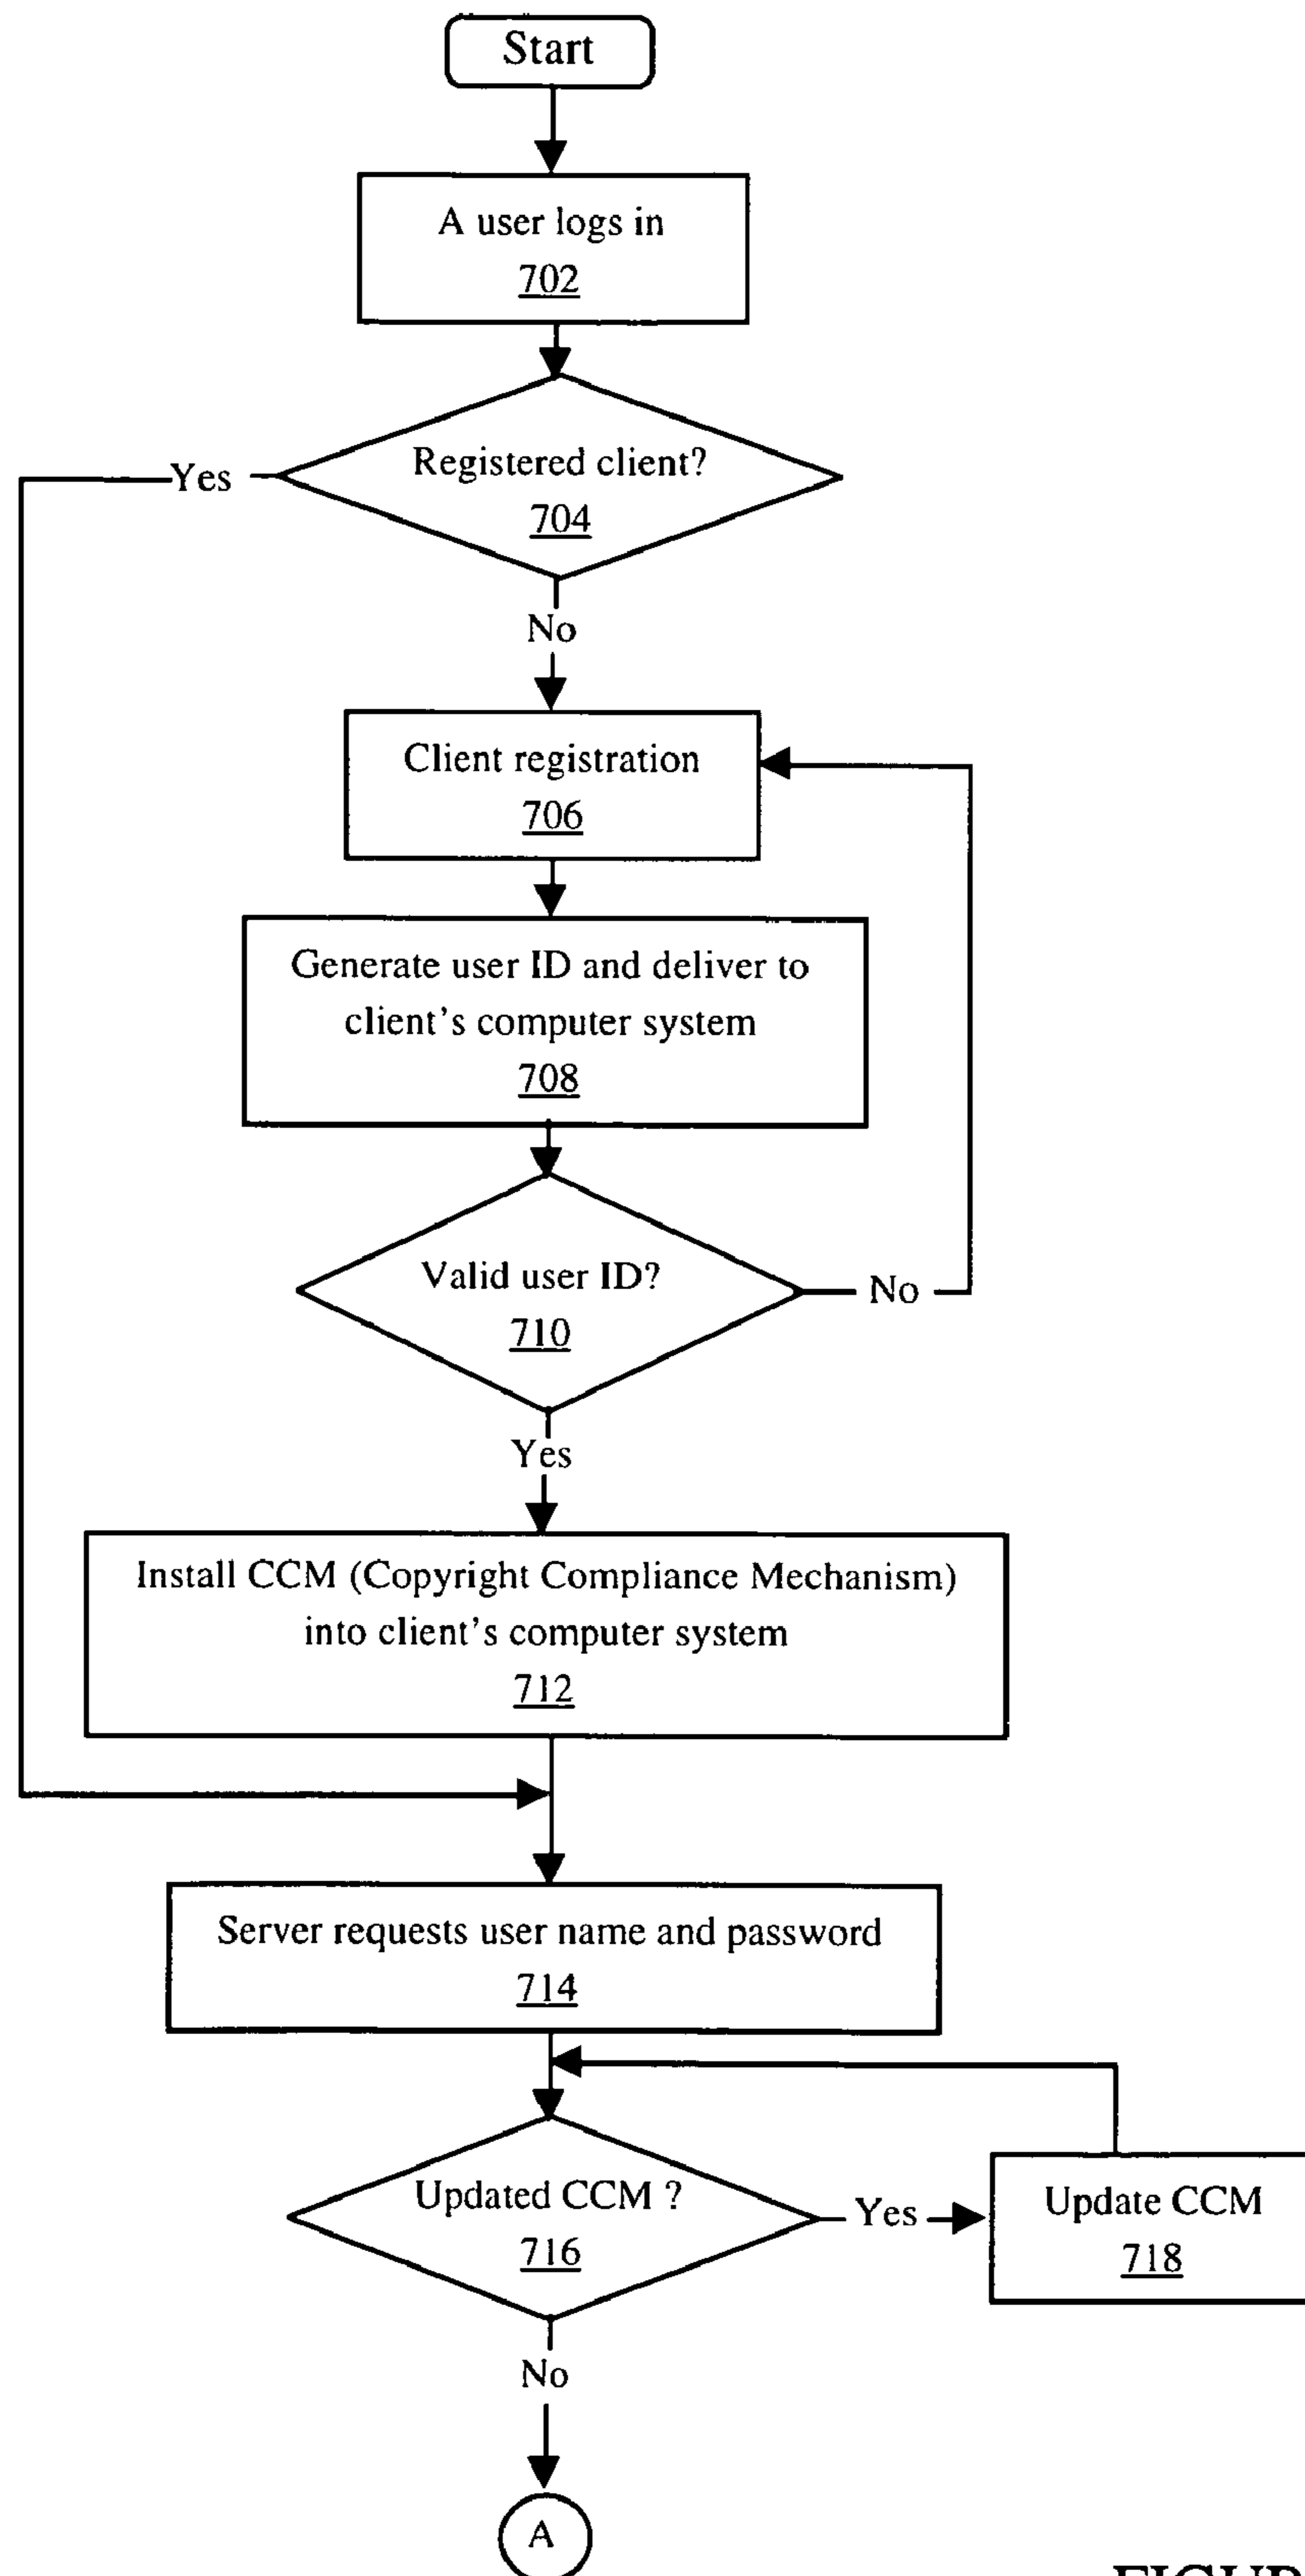 Start
A user logs in
702
Registered client?
704
Yes
No
Client registration
706
Generate user ID and deliver to
client's computer system
708
Valid user ID?
710
No
Yes
Install CCM (Copyright Compliance Mechanism)
into client's computer system
712
Server requests user name and password
714
Updated CCM ?
716
Yes
Update CCM
718
No
A